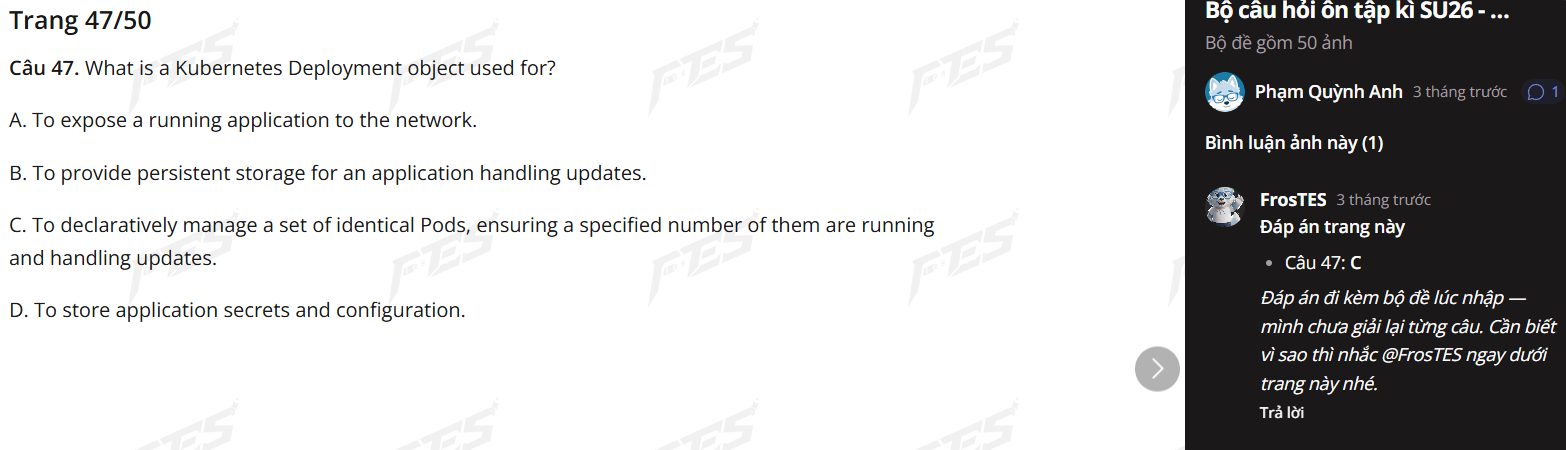 Trang 47/50
Câu 47. What is a Kubernetes Deployment object used for?
A. To expose a running application to the network.
B. To provide persistent storage for an application handling updates.
C. To declaratively manage a set of identical Pods, ensuring a specified number of them are running
and handling updates.
D. To store application secrets and configuration.
Bộ câu hỏi ôn tập kì SU26 - ...
Bộ đề gồm 50 ảnh
Phạm Quỳnh Anh 3 tháng trước 1
Bình luận ảnh này (1)
FrosTES 3 tháng trước
Đáp án trang này
• Câu 47: C
Đáp án đi kèm bộ đề lúc nhập —
mình chưa giải lại từng câu. Cần biết
vì sao thì nhắc @FrosTES ngay dưới
trang này nhé.
Trả lời